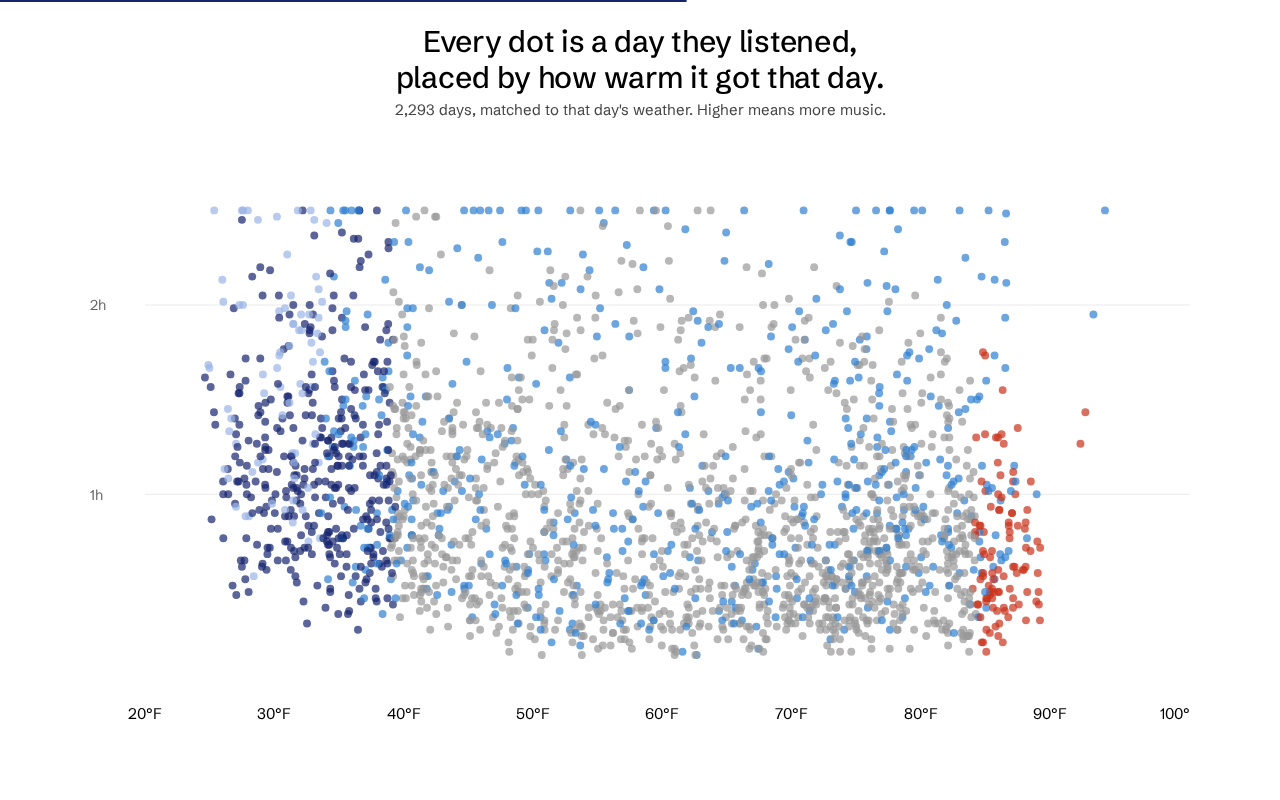 Every dot is a day they listened,
placed by how warm it got that day.
2,293 days, matched to that day's weather. Higher means more music.
2h
1h
20°F 30°F 40°F 50°F 60°F 70°F 80°F 90°F 100°